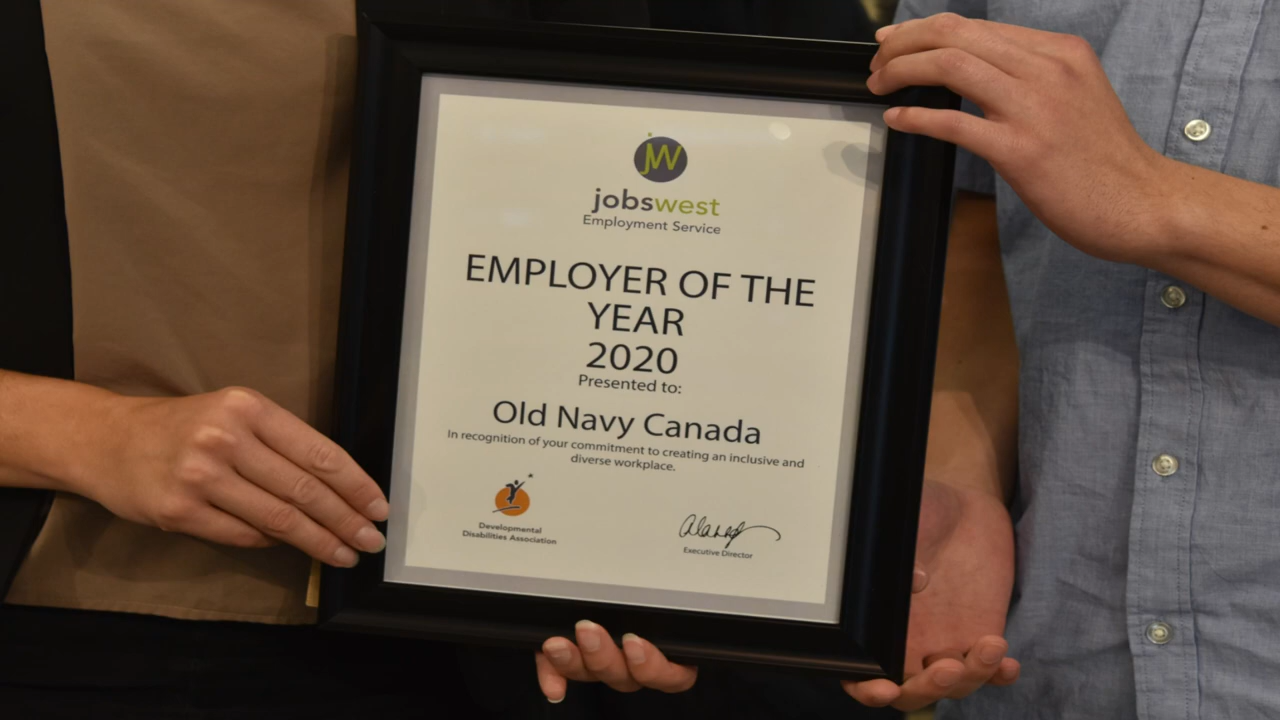 jw
jobswest
Employment Service
EMPLOYER OF THE
YEAR
2020
Presented to:
Old Navy Canada
In recognition of your commitment to creating an inclusive and
diverse workplace.
Developmental
Disabilities Association
Executive Director